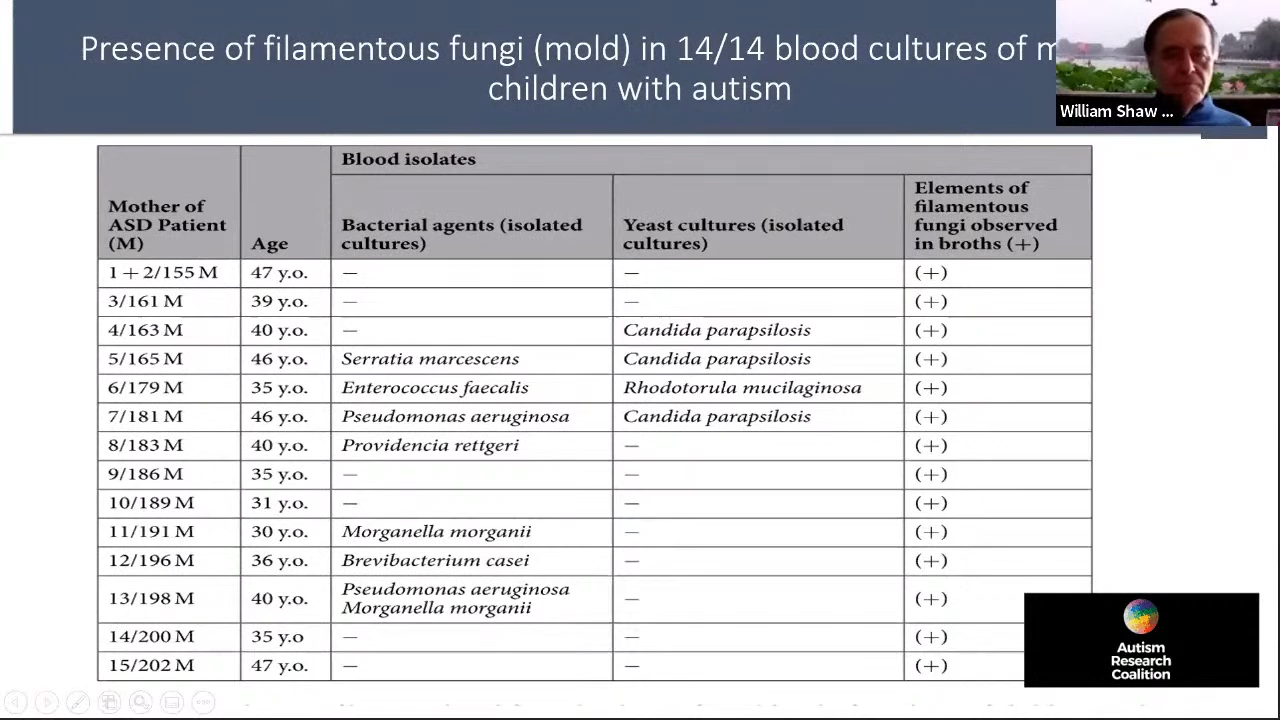 Presence of filamentous fungi (mold) in 14/14 blood cultures of
children with autism
William Shaw ...
Blood isolates
Mother of
ASD Patient
(M)
Age
Bacterial agents (isolated
cultures)
Yeast cultures (isolated
cultures)
Elements of
filamentous
fungi observed
in broths (+)
1 + 2/155 M 47 y.o. — — (+)
3/161 M 39 y.o. — — (+)
4/163 M 40 y.o. — Candida parapsilosis (+)
5/165 M 46 y.o. Serratia marcescens Candida parapsilosis (+)
6/179 M 35 y.o. Enterococcus faecalis Rhodotorula mucilaginosa (+)
7/181 M 46 y.o. Pseudomonas aeruginosa Candida parapsilosis (+)
8/183 M 40 y.o. Providencia rettgeri — (+)
9/186 M 35 y.o. — — (+)
10/189 M 31 y.o. — — (+)
11/191 M 30 y.o. Morganella morganii — (+)
12/196 M 36 y.o. Brevibacterium casei — (+)
13/198 M 40 y.o. Pseudomonas aeruginosa
Morganella morganii — (+)
14/200 M 35 y.o — — (+)
15/202 M 47 y.o. — — (+)
Autism
Research
Coalition